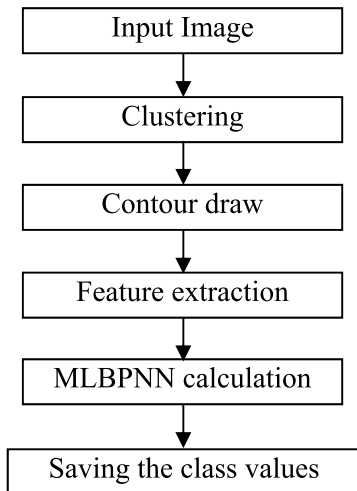 Input Image
Clustering
Contour draw
Feature extraction
MLBPNN calculation
Saving the class values